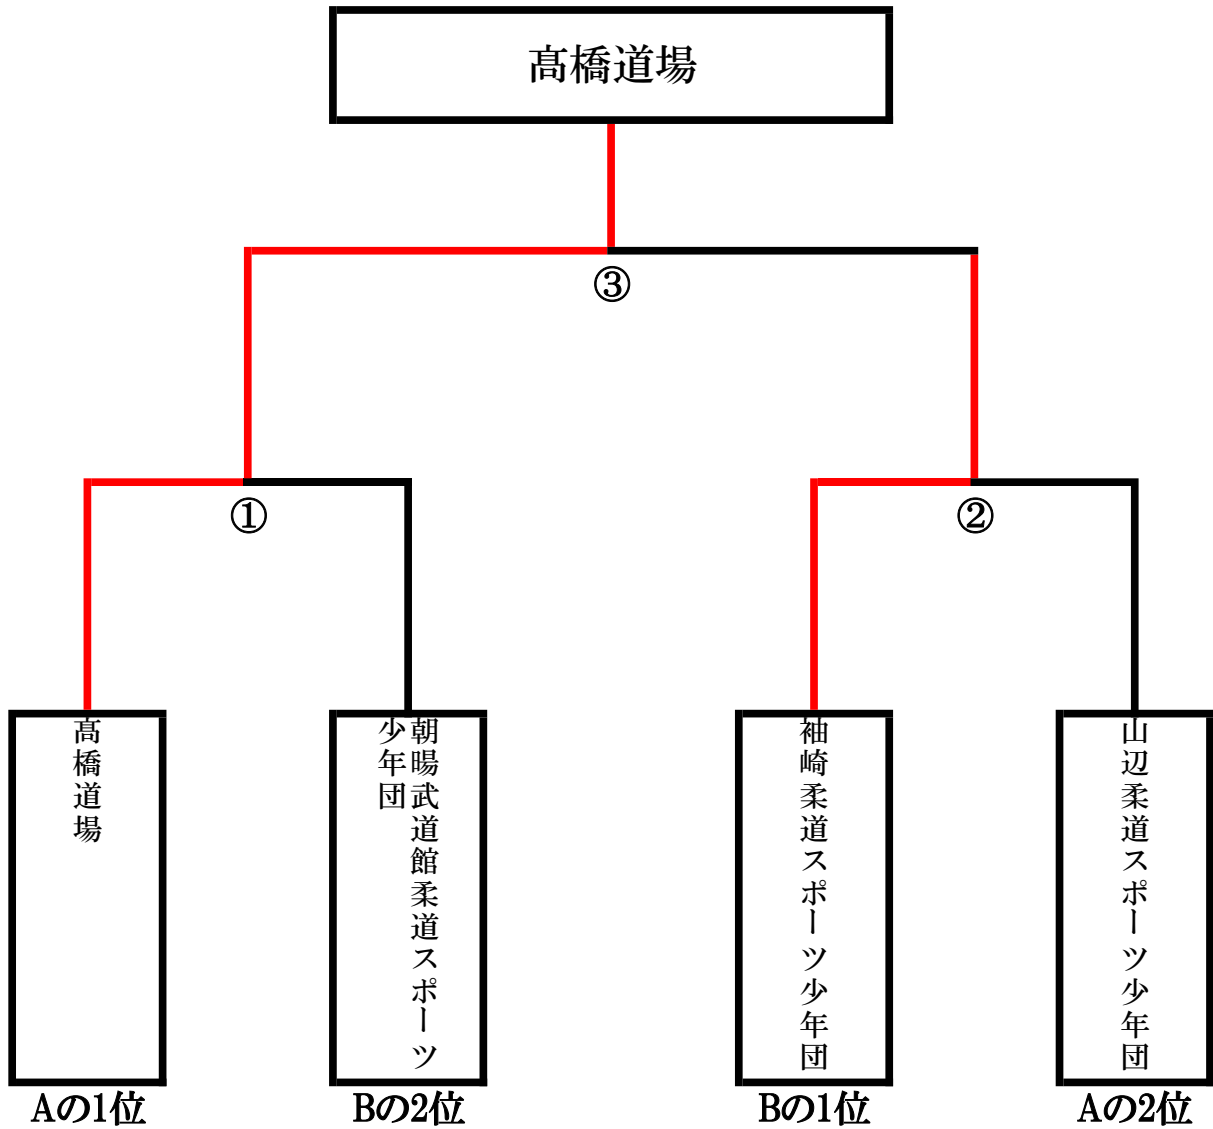 髙橋道場
③
①
②
髙橋道場
朝暘武道館柔道スポーツ
少年団
袖崎柔道スポーツ少年団
山辺柔道スポーツ少年団
Aの1位
Bの2位
Bの1位
Aの2位